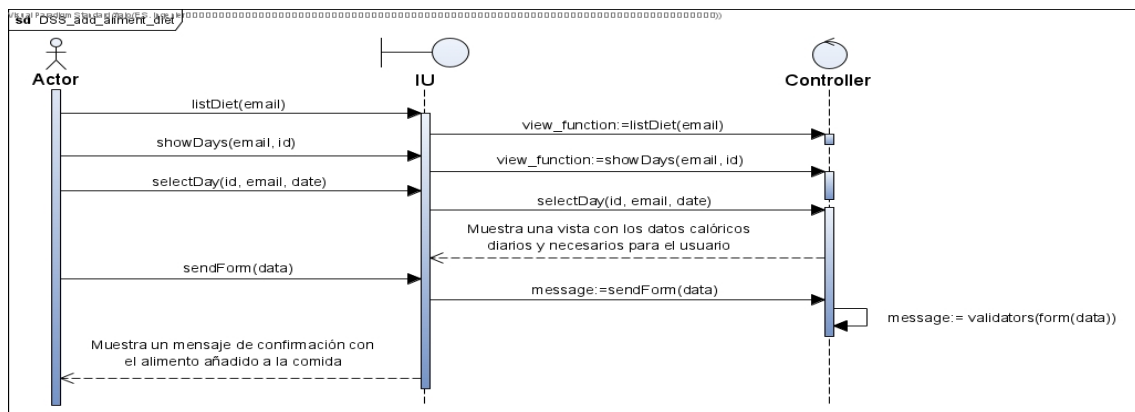 sd DSS_add_aliment_diet
Actor
IU
Controller
listDiet(email)
view_function:=listDiet(email)
showDays(email, id)
view_function:=showDays(email, id)
selectDay(id, email, date)
selectDay(id, email, date)
Muestra una vista con los datos calóricos
diarios y necesarios para el usuario
sendForm(data)
message:=sendForm(data)
message:= validators(form(data))
Muestra un mensaje de confirmación con
el alimento añadido a la comida